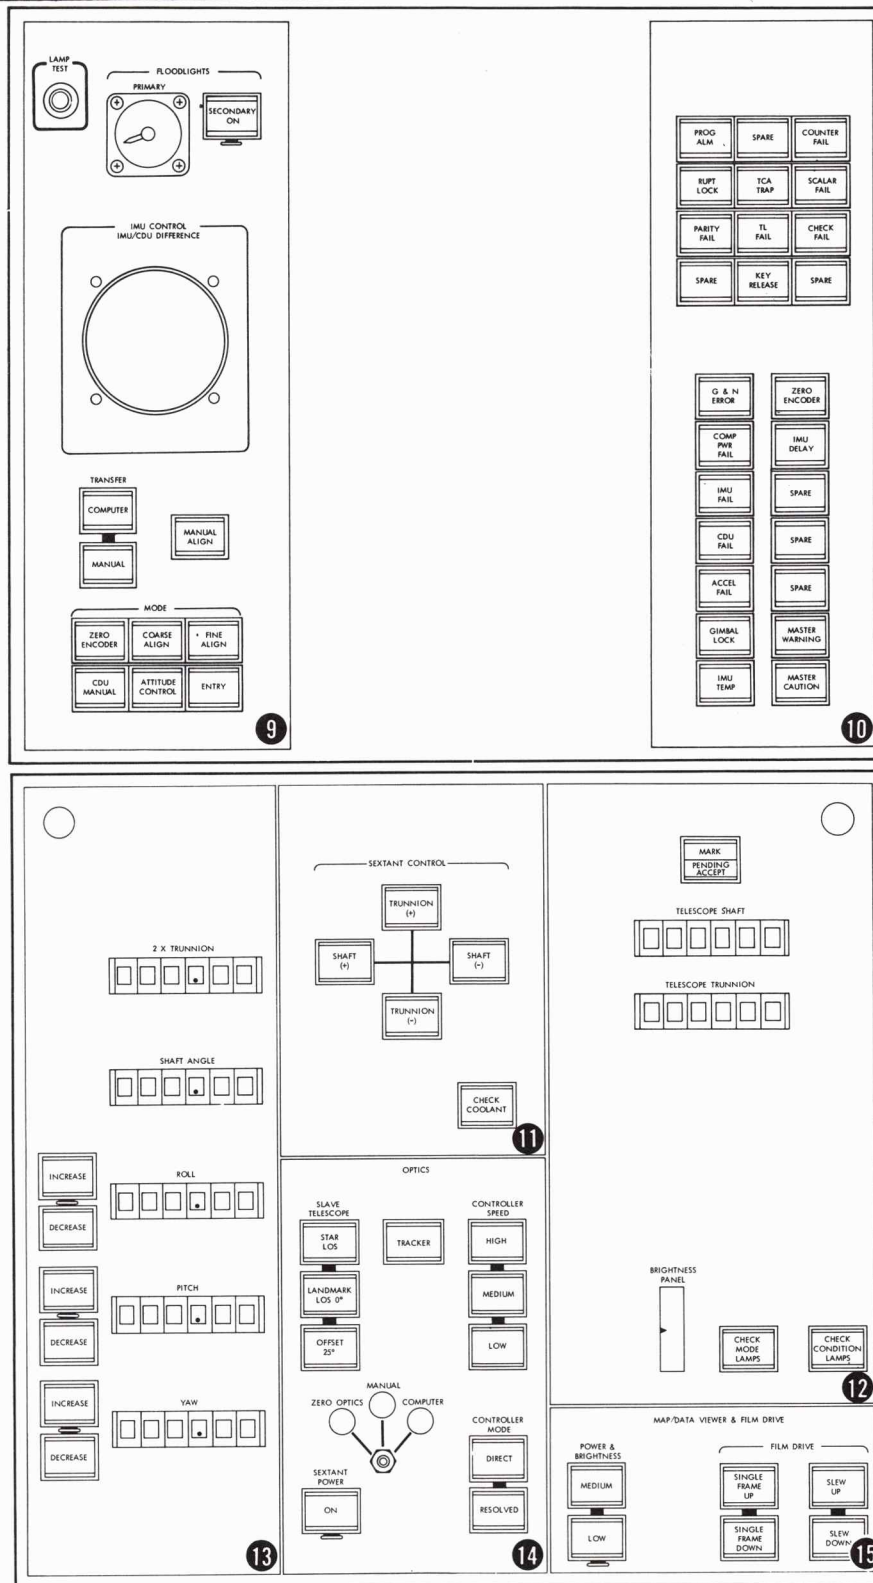 LAMP
TEST
FLOODLIGHTS
PRIMARY
SECONDARY
ON
IMU CONTROL
IMU/CDU DIFFERENCE
TRANSFER
COMPUTER
MANUAL
MANUAL
ALIGN
MODE
ZERO
ENCODER
COARSE
ALIGN
FINE
ALIGN
CDU
MANUAL
ATTITUDE
CONTROL
ENTRY
9
PROG
ALM
SPARE
COUNTER
FAIL
RUPT
LOCK
TCA
TRAP
SCALAR
FAIL
PARITY
FAIL
TL
FAIL
CHECK
FAIL
SPARE
KEY
RELEASE
SPARE
G & N
ERROR
ZERO
ENCODER
COMP
PWR
FAIL
IMU
DELAY
IMU
FAIL
SPARE
CDU
FAIL
SPARE
ACCEL
FAIL
SPARE
GIMBAL
LOCK
MASTER
WARNING
IMU
TEMP
MASTER
CAUTION
10
2 X TRUNNION
SHAFT ANGLE
INCREASE
DECREASE
ROLL
INCREASE
DECREASE
PITCH
INCREASE
DECREASE
YAW
13
SEXTANT CONTROL
TRUNNION
(+)
SHAFT
(+)
SHAFT
(-)
TRUNNION
(-)
CHECK
COOLANT
11
OPTICS
SLAVE
TELESCOPE
STAR
LOS
LANDMARK
LOS 0°
OFFSET
25°
TRACKER
CONTROLLER
SPEED
HIGH
MEDIUM
LOW
ZERO OPTICS
MANUAL
COMPUTER
SEXTANT
POWER
ON
CONTROLLER
MODE
DIRECT
RESOLVED
14
MARK
PENDING
ACCEPT
TELESCOPE SHAFT
TELESCOPE TRUNNION
BRIGHTNESS
PANEL
CHECK
MODE
LAMPS
CHECK
CONDITION
LAMPS
12
MAP/DATA VIEWER & FILM DRIVE
POWER &
BRIGHTNESS
MEDIUM
LOW
FILM DRIVE
SINGLE
FRAME
UP
SINGLE
FRAME
DOWN
SLEW
UP
SLEW
DOWN
15